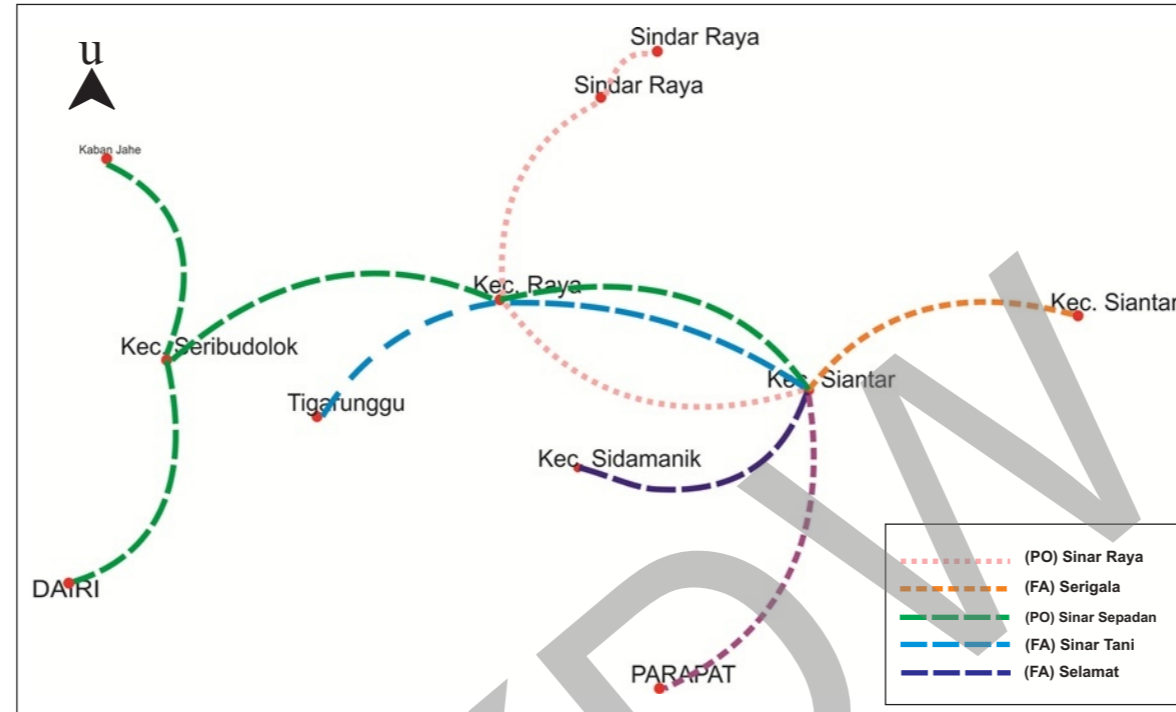 Sindar Raya
u
Sindar Raya
Kaban Jahe
Kec. Raya
Kec. Siantar
Kec. Seribudolok
Kec. Siantar
Tigarunggu
Kec. Sidamanik
DAIRI
PARAPAT
(PO) Sinar Raya
(FA) Serigala
(PO) Sinar Sepadan
(FA) Sinar Tani
(FA) Selamat